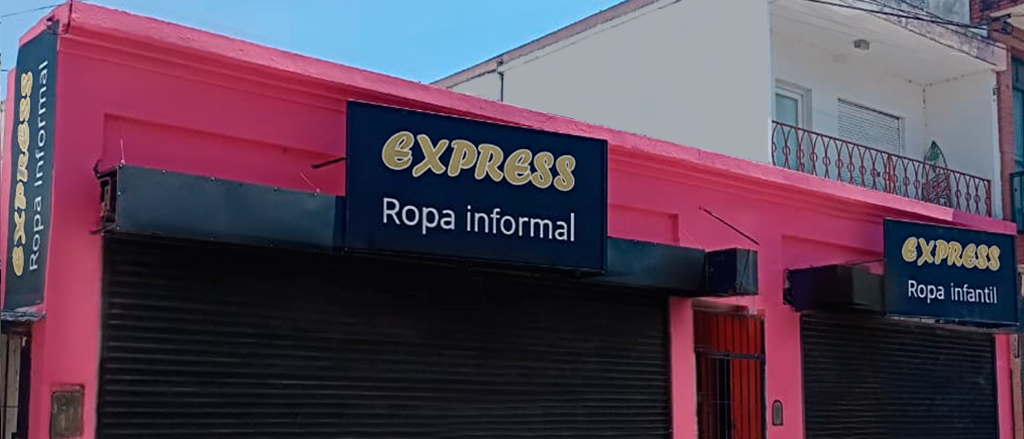 EXPRESS
Ropa informal
EXPRESS
Ropa informal
EXPRESS
Ropa infantil